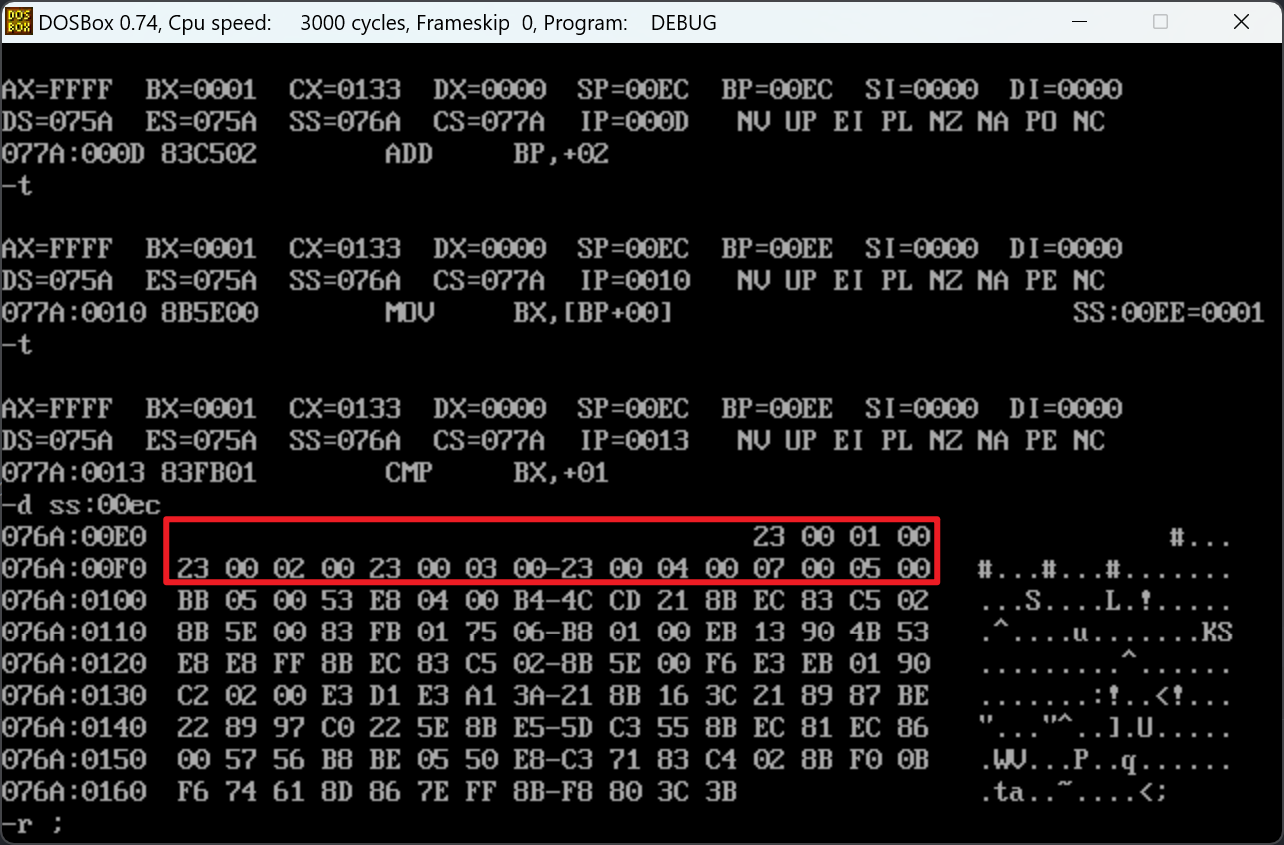 DOSBox 0.74, Cpu speed: 3000 cycles, Frameskip 0, Program: DEBUG
AX=FFFF BX=0001 CX=0133 DX=0000 SP=00EC BP=00EC SI=0000 DI=0000
DS=075A ES=075A SS=076A CS=077A IP=000D NV UP EI PL NZ NA PO NC
077A:000D 83C502 ADD BP,+02
-t
AX=FFFF BX=0001 CX=0133 DX=0000 SP=00EC BP=00EE SI=0000 DI=0000
DS=075A ES=075A SS=076A CS=077A IP=0010 NV UP EI PL NZ NA PE NC
077A:0010 8B5E00 MOV BX,[BP+00] SS:00EE=0001
-t
AX=FFFF BX=0001 CX=0133 DX=0000 SP=00EC BP=00EE SI=0000 DI=0000
DS=075A ES=075A SS=076A CS=077A IP=0013 NV UP EI PL NZ NA PE NC
077A:0013 83FB01 CMP BX,+01
-d ss:00ec
076A:00E0 23 00 01 00 #...
076A:00F0 23 00 02 00 23 00 03 00-23 00 04 00 07 00 05 00 #...#...#.......
076A:0100 BB 05 00 53 E8 04 00 B4-4C CD 21 8B EC 83 C5 02 ...S....L.!.....
076A:0110 8B 5E 00 83 FB 01 75 06-B8 01 00 EB 13 90 4B 53 .^....u.......KS
076A:0120 E8 E8 FF 8B EC 83 C5 02-8B 5E 00 F6 E3 EB 01 90 .........^......
076A:0130 C2 02 00 E3 D1 E3 A1 3A-21 8B 16 3C 21 89 87 BE .......:!..<!...
076A:0140 22 89 97 C0 22 5E 8B E5-5D C3 55 8B EC 81 EC 86 "..."^..].U.....
076A:0150 00 57 56 B8 BE 05 50 E8-C3 71 83 C4 02 8B F0 0B .WV...P..q......
076A:0160 F6 74 61 8D 86 7E FF 8B-F8 80 3C 3B .ta..~....<;
-r ;